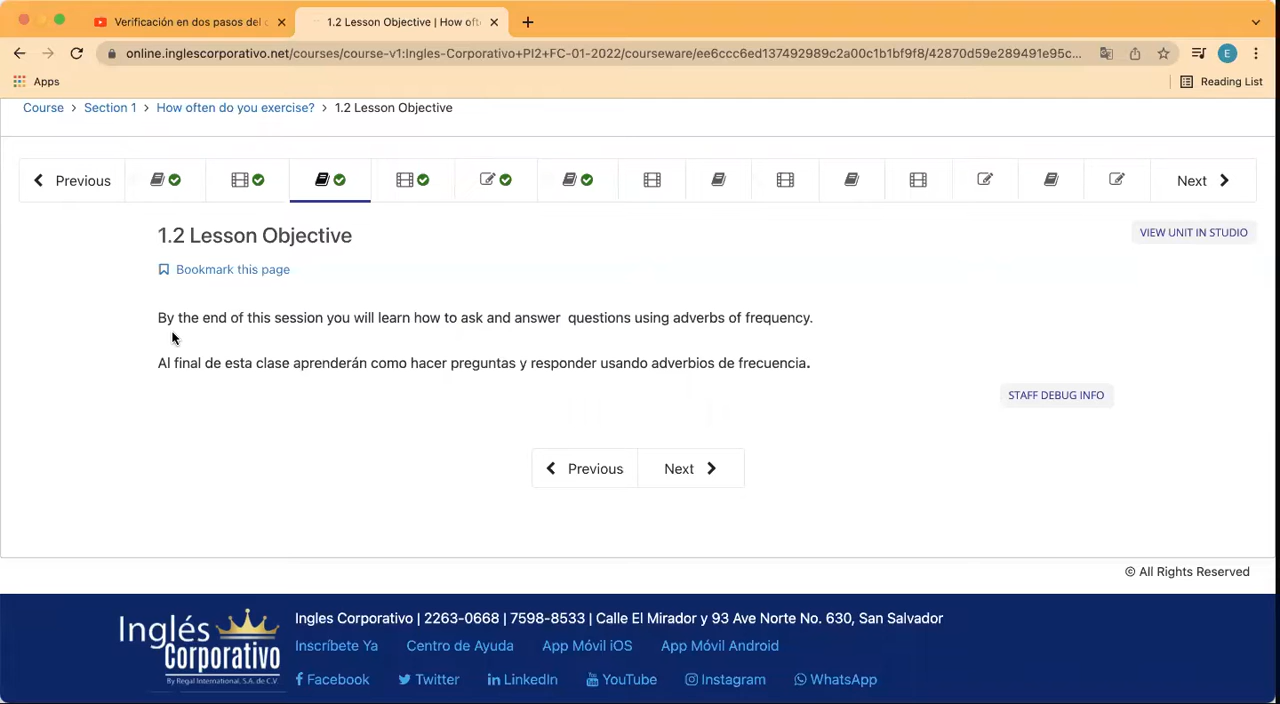 Verificación en dos pasos del
1.2 Lesson Objective | How oft
online.inglescorporativo.net/courses/course-v1:Ingles-Corporativo+PI2+FC-01-2022/courseware/ee6ccc6ed137492989c2a00c1b1bf9f8/42870d59e289491e95c...
E
Apps
Reading List
Course > Section 1 > How often do you exercise? > 1.2 Lesson Objective
Previous
Next
1.2 Lesson Objective
VIEW UNIT IN STUDIO
Bookmark this page
By the end of this session you will learn how to ask and answer questions using adverbs of frequency.
Al final de esta clase aprenderán como hacer preguntas y responder usando adverbios de frecuencia.
STAFF DEBUG INFO
Previous
Next
© All Rights Reserved
Inglés
Corporativo
By Regal International, S.A. de C.V.
Ingles Corporativo | 2263-0668 | 7598-8533 | Calle El Mirador y 93 Ave Norte No. 630, San Salvador
Inscríbete Ya Centro de Ayuda App Móvil iOS App Móvil Android
Facebook Twitter LinkedIn YouTube Instagram WhatsApp